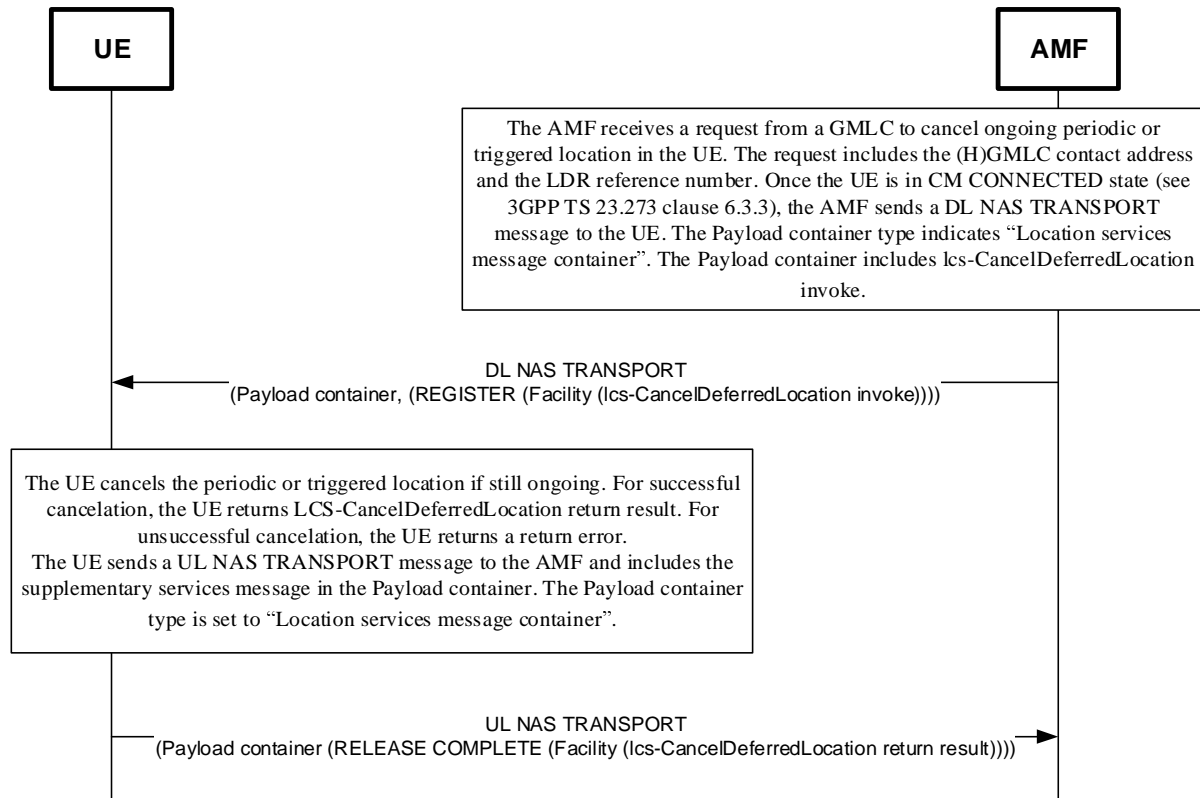 UE
AMF
The AMF receives a request from a GMLC to cancel ongoing periodic or
triggered location in the UE. The request includes the (H)GMLC contact address
and the LDR reference number. Once the UE is in CM CONNECTED state (see
3GPP TS 23.273 clause 6.3.3), the AMF sends a DL NAS TRANSPORT
message to the UE. The Payload container type indicates “Location services
message container”. The Payload container includes lcs-CancelDeferredLocation
invoke.
DL NAS TRANSPORT
(Payload container, (REGISTER (Facility (lcs-CancelDeferredLocation invoke))))
The UE cancels the periodic or triggered location if still ongoing. For successful
cancelation, the UE returns LCS-CancelDeferredLocation return result. For
unsuccessful cancelation, the UE returns a return error.
The UE sends a UL NAS TRANSPORT message to the AMF and includes the
supplementary services message in the Payload container. The Payload container
type is set to “Location services message container”.
UL NAS TRANSPORT
(Payload container (RELEASE COMPLETE (Facility (lcs-CancelDeferredLocation return result))))